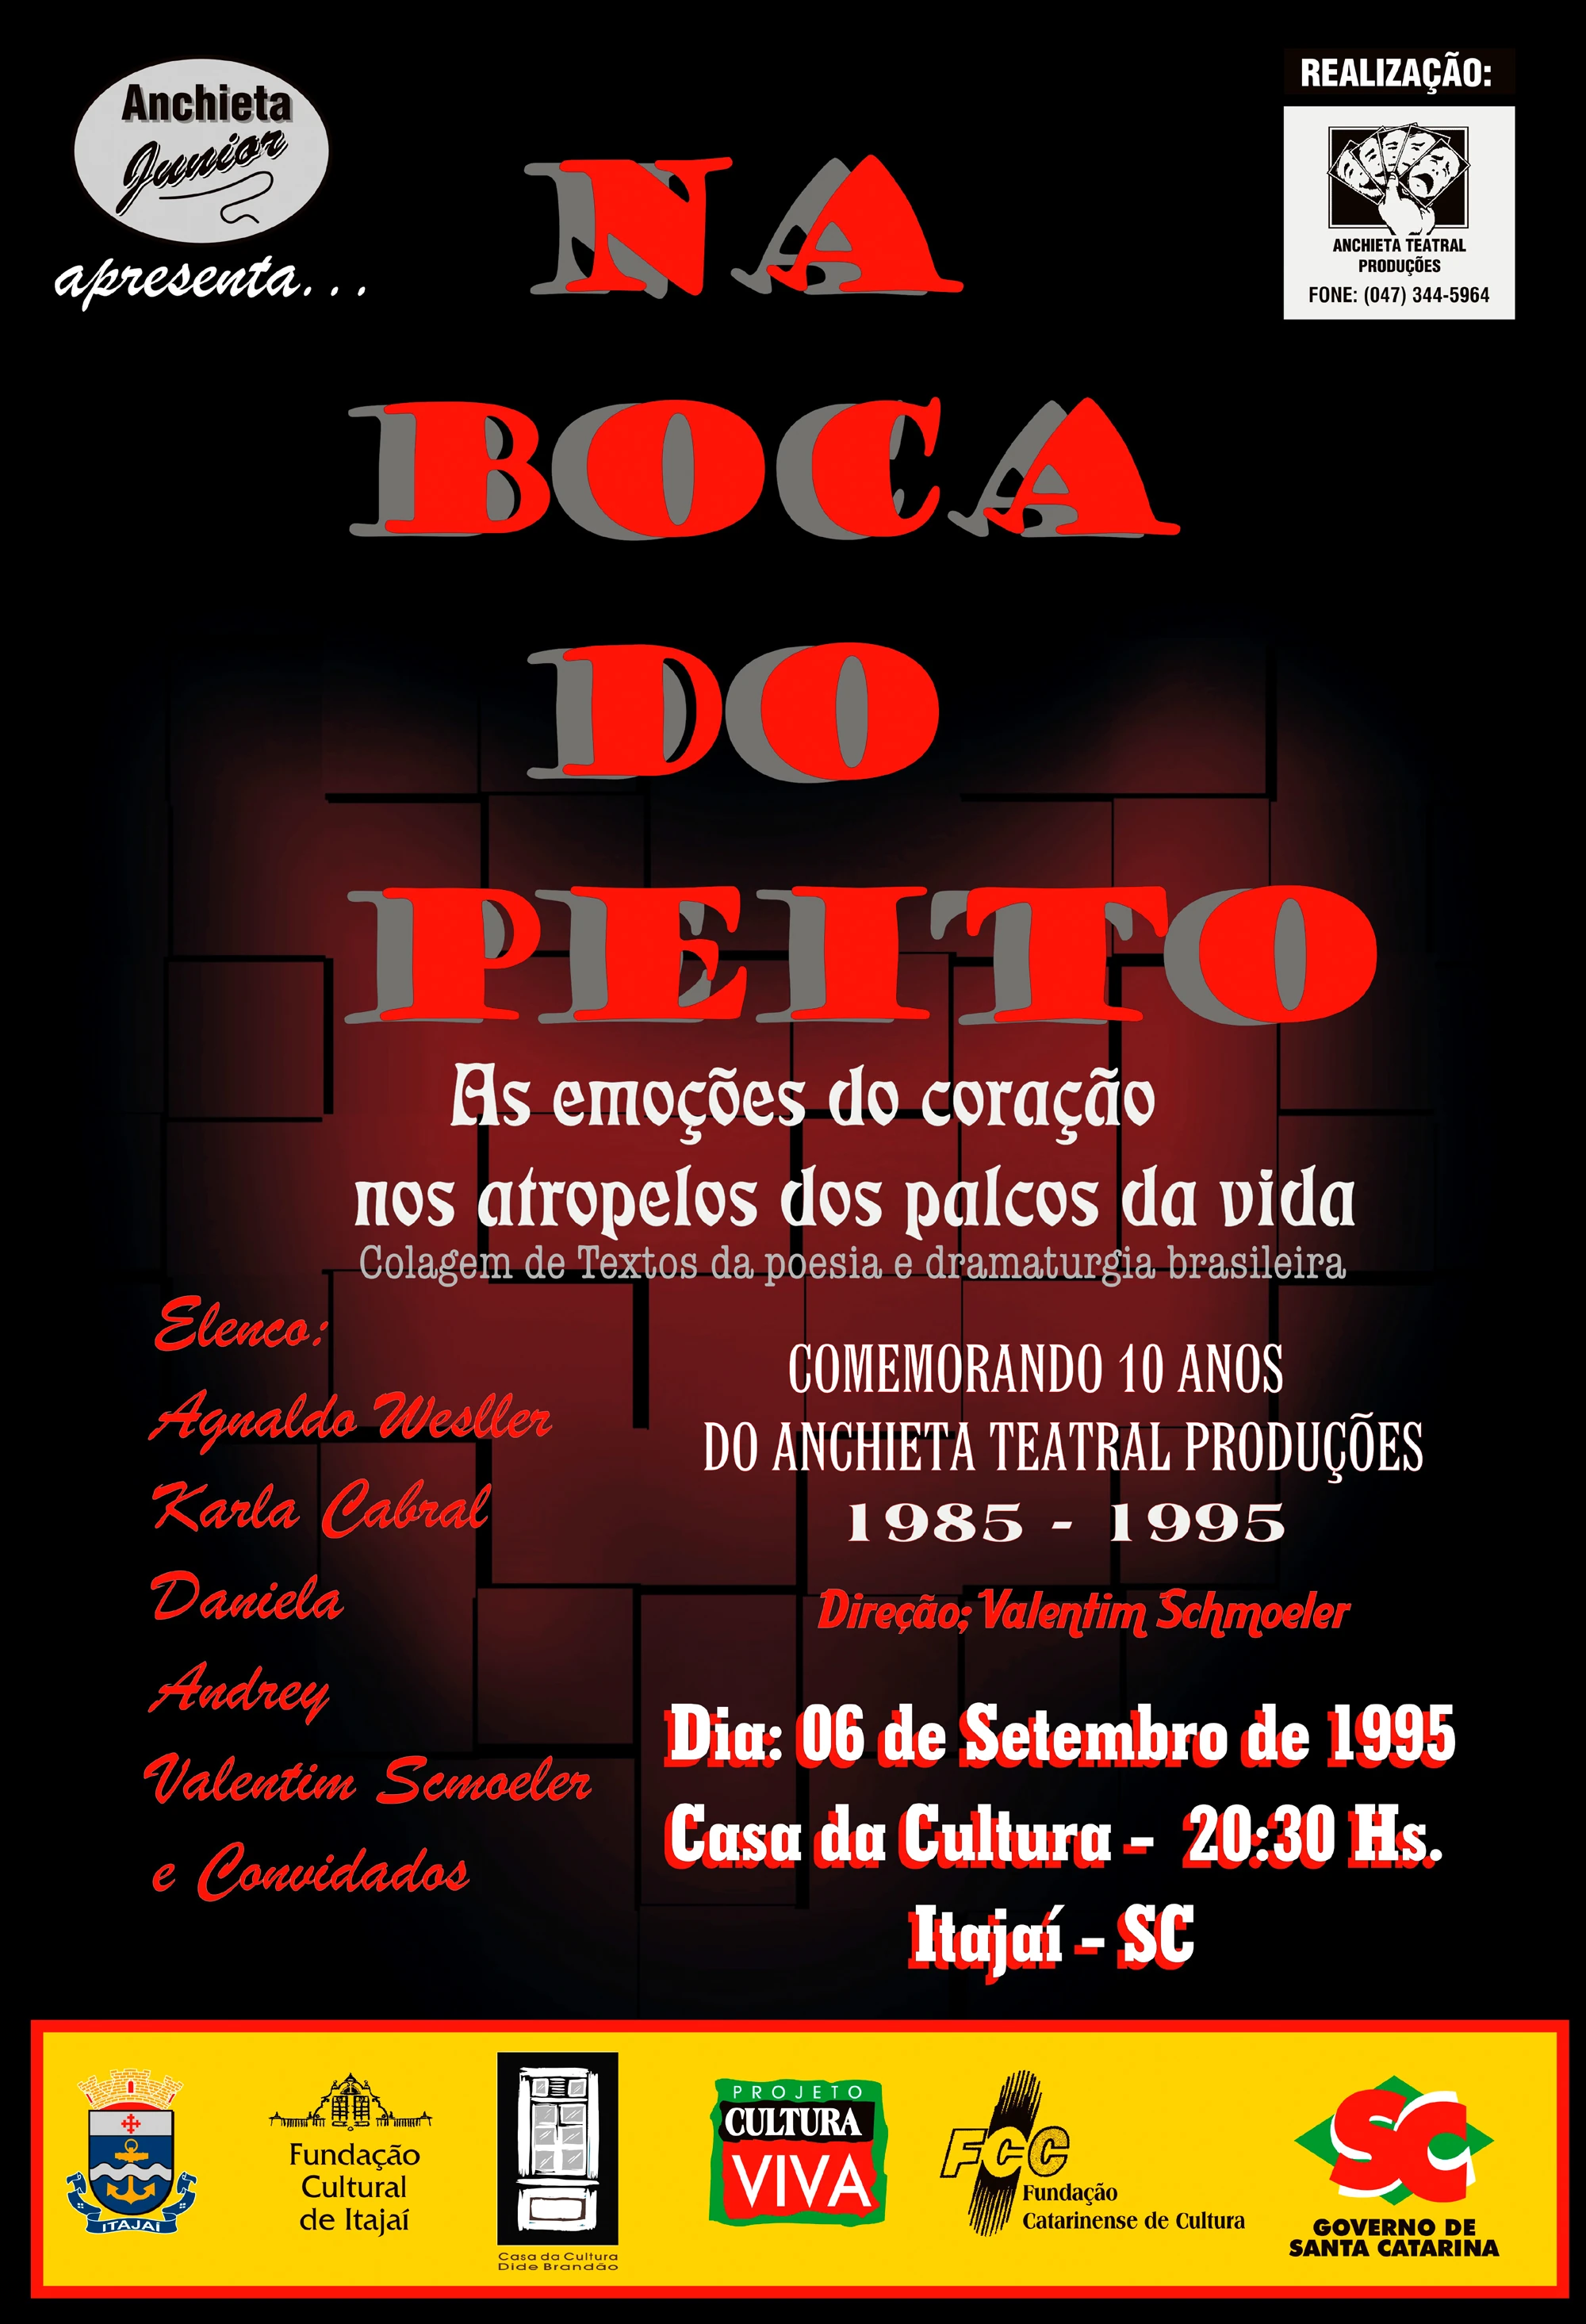 Anchieta
Junior
apresenta...
REALIZAÇÃO:
ANCHIETA TEATRAL
PRODUÇÕES
FONE: (047) 344-5964
NA
BOCA
DO
PEITO
As emoções do coração
nos atropelos dos palcos da vida
Colagem de Textos da poesia e dramaturgia brasileira
Elenco:
Agnaldo Wesller
Karla Cabral
Daniela
Andrey
Valentim Scmoeler
e Convidados
COMEMORANDO 10 ANOS
DO ANCHIETA TEATRAL PRODUÇÕES
1985 - 1995
Direção; Valentim Schmoeler
Dia: 06 de Setembro de 1995
Casa da Cultura - 20:30 Hs.
Itajaí - SC
ITAJAÍ
Fundação
Cultural
de Itajaí
Casa da Cultura
Dide Brandão
PROJETO
CULTURA
VIVA
FCC
Fundação
Catarinense de Cultura
SC
GOVERNO DE
SANTA CATARINA